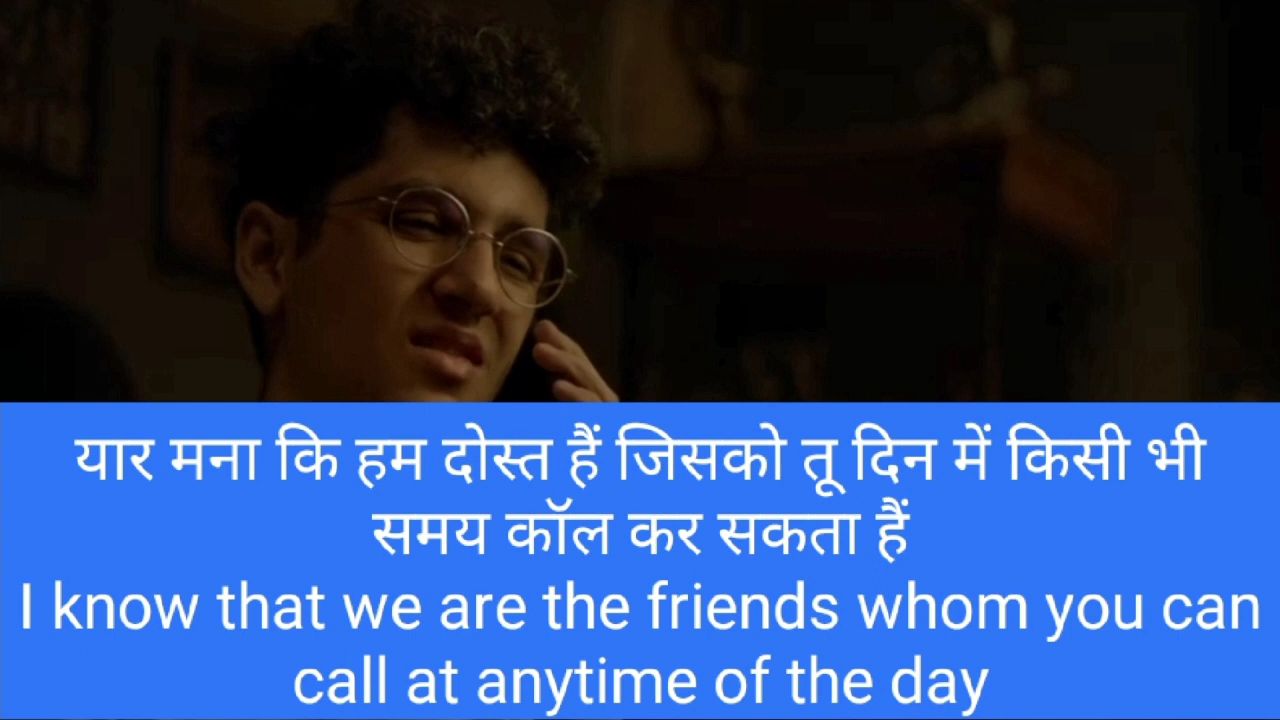 यार मना कि हम दोस्त हैं जिसको तू दिन में किसी भी
समय कॉल कर सकता हैं
I know that we are the friends whom you can
call at anytime of the day